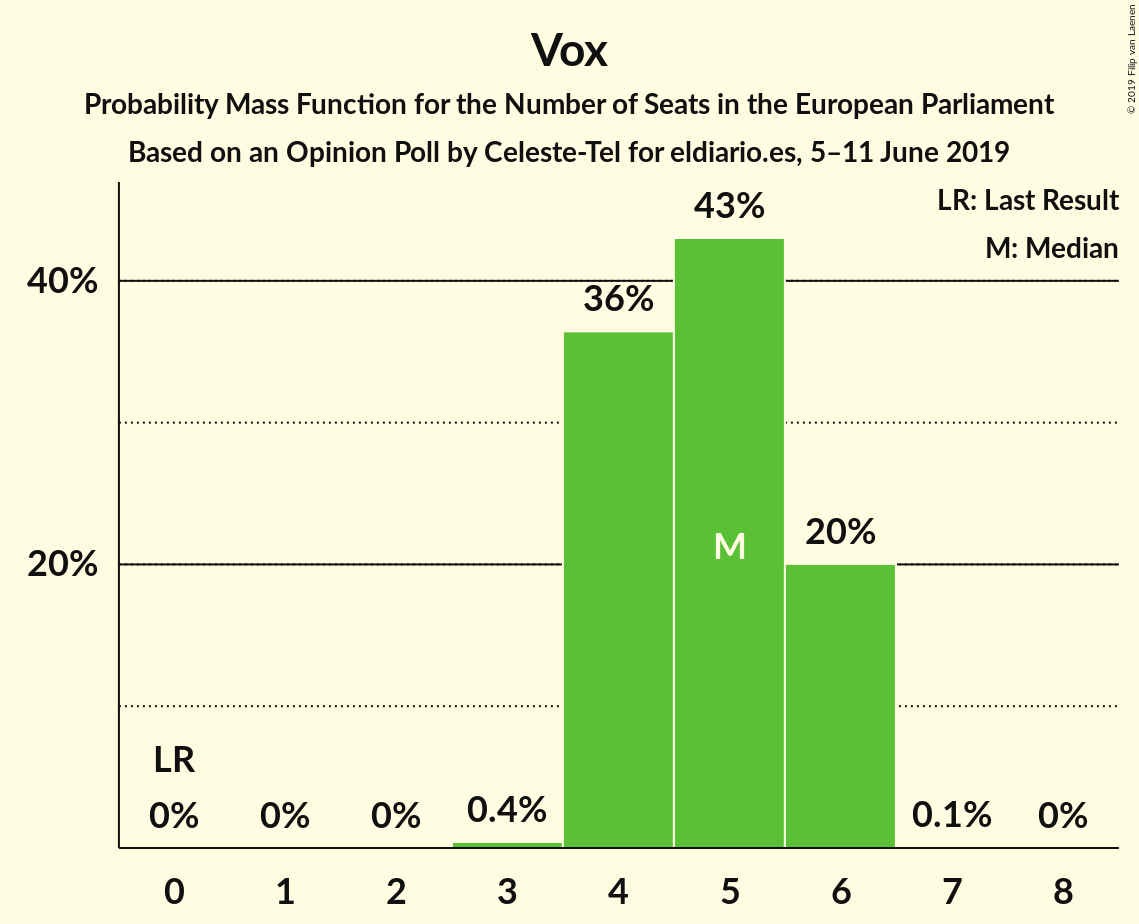 Vox
Probability Mass Function for the Number of Seats in the European Parliament
Based on an Opinion Poll by Celeste-Tel for eldiario.es, 5–11 June 2019
© 2019 Filip van Laenen
LR: Last Result
M: Median
43%
40%
36%
M
20%
20%
LR
0%
0%
0%
0.4%
0.1%
0%
0 1 2 3 4 5 6 7 8